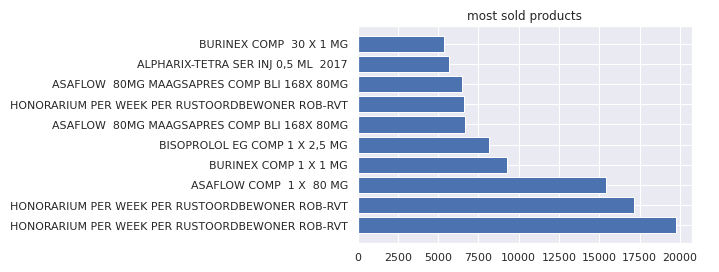 most sold products
BURINEX COMP  30 X 1 MG
ALPHARIX-TETRA SER INJ 0,5 ML  2017
ASAFLOW  80MG MAAGSAPRES COMP BLI 168X 80MG
HONORARIUM PER WEEK PER RUSTOORDBEWONER ROB-RVT
ASAFLOW  80MG MAAGSAPRES COMP BLI 168X 80MG
BISOPROLOL EG COMP 1 X 2,5 MG
BURINEX COMP 1 X 1 MG
ASAFLOW COMP  1 X  80 MG
HONORARIUM PER WEEK PER RUSTOORDBEWONER ROB-RVT
HONORARIUM PER WEEK PER RUSTOORDBEWONER ROB-RVT
0 2500 5000 7500 10000 12500 15000 17500 20000